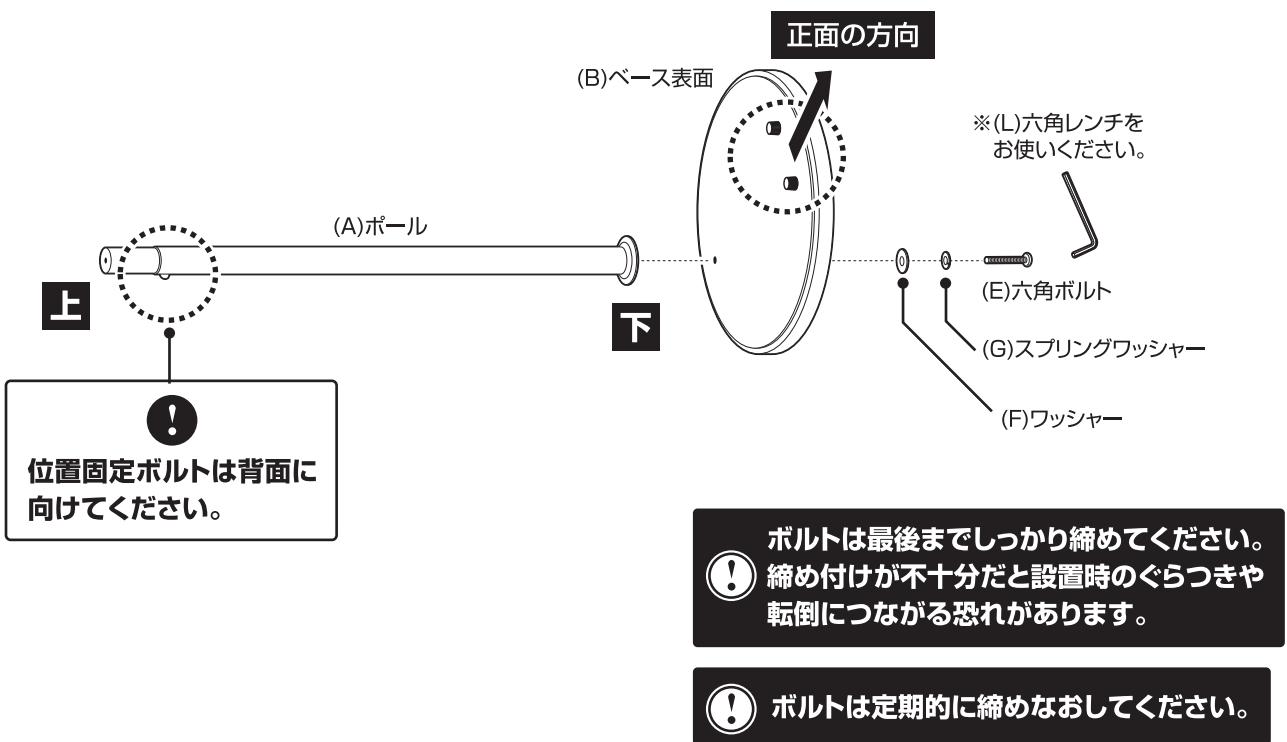 正面の方向
(B)ベース表面
※(L)六角レンチを
お使いください。
(A)ポール
上
下
(E)六角ボルト
(G)スプリングワッシャー
(F)ワッシャー
!
位置固定ボルトは背面に
向けてください。
!
ボルトは最後までしっかり締めてください。
締め付けが不十分だと設置時のぐらつきや
転倒につながる恐れがあります。
!
ボルトは定期的に締めなおしてください。